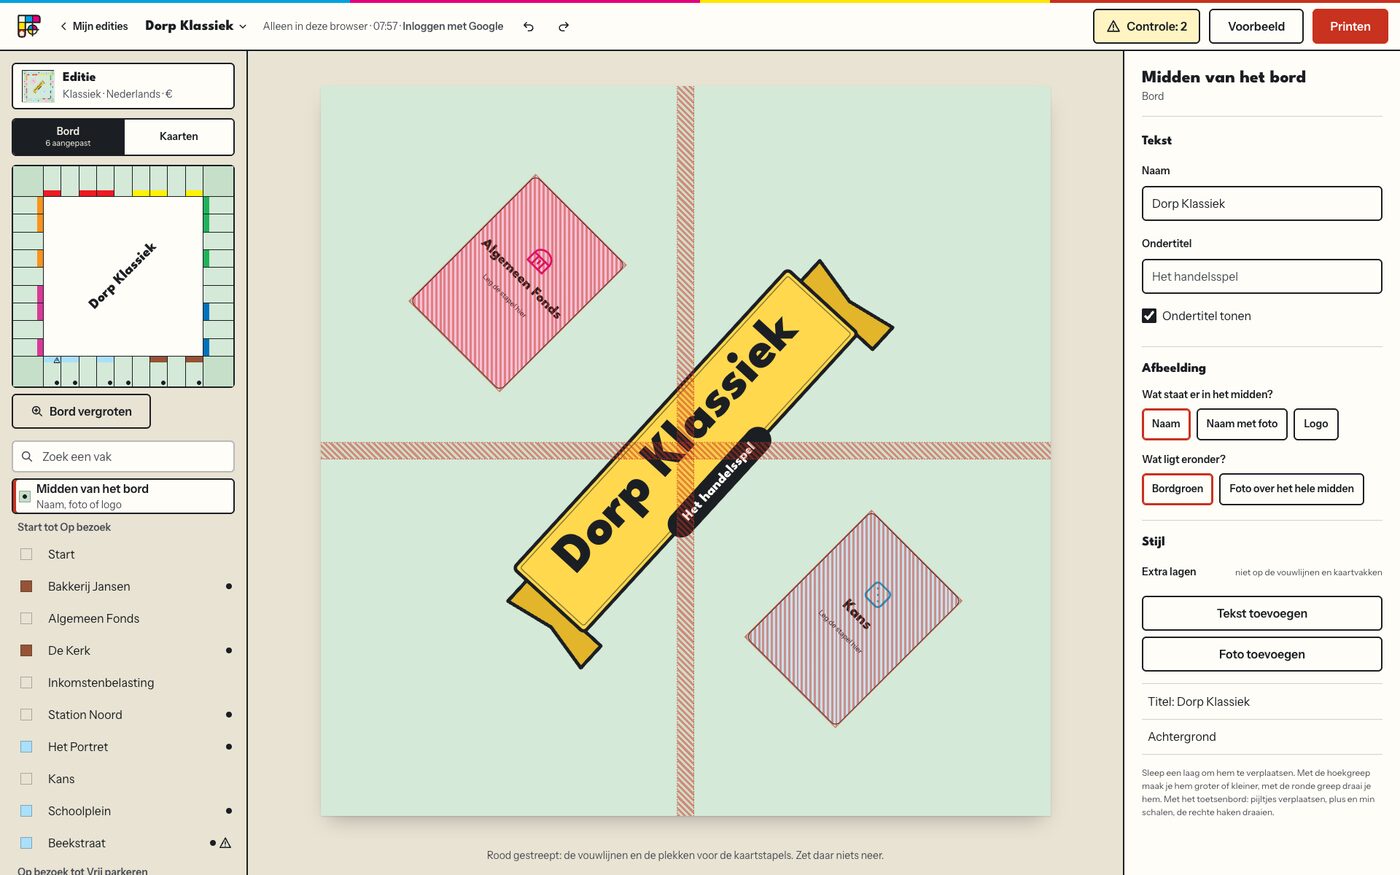 Mijn edities
Dorp Klassiek
Alleen in deze browser · 07:57 · Inloggen met Google
Controle: 2
Voorbeeld
Printen
Editie
Klassiek · Nederlands · €
Bord
6 aangepast
Kaarten
Dorp Klassiek
Bord vergroten
Zoek een vak
Midden van het bord
Naam, foto of logo
Start tot Op bezoek
Start
Bakkerij Jansen
Algemeen Fonds
De Kerk
Inkomstenbelasting
Station Noord
Het Portret
Kans
Schoolplein
Beekstraat
Op bezoek tot Vrij parkeren
Algemeen Fonds
Leg de stapel hier
Dorp Klassiek
Het handelsspel
Kans
Leg de stapel hier
Rood gestreept: de vouwlijnen en de plekken voor de kaartstapels. Zet daar niets neer.
Midden van het bord
Bord
Tekst
Naam
Dorp Klassiek
Ondertitel
Het handelsspel
Ondertitel tonen
Afbeelding
Wat staat er in het midden?
Naam
Naam met foto
Logo
Wat ligt eronder?
Bordgroen
Foto over het hele midden
Stijl
Extra lagen
niet op de vouwlijnen en kaartvakken
Tekst toevoegen
Foto toevoegen
Titel: Dorp Klassiek
Achtergrond
Sleep een laag om hem te verplaatsen. Met de hoekgreep
maak je hem groter of kleiner, met de ronde greep draai je
hem. Met het toetsenbord: pijltjes verplaatsen, plus en min
schalen, de rechte haken draaien.